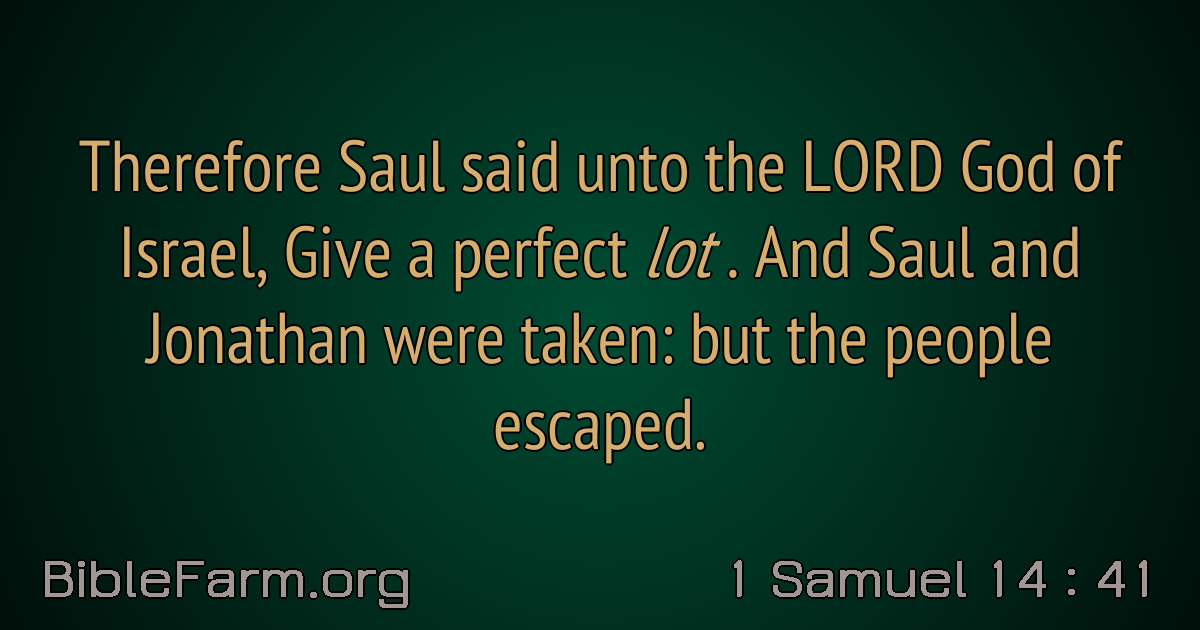 Therefore Saul said unto the LORD God of
Israel, Give a perfect lot . And Saul and
Jonathan were taken: but the people
escaped.
BibleFarm.org
1 Samuel 14 : 41